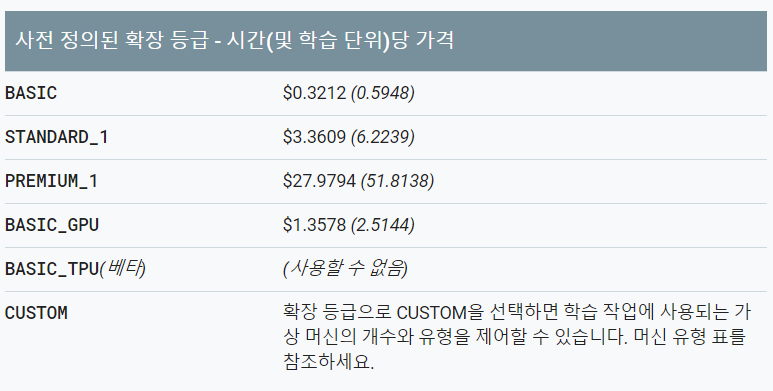 사전 정의된 확장 등급 - 시간(및 학습 단위)당 가격
BASIC $0.3212 (0.5948)
STANDARD_1 $3.3609 (6.2239)
PREMIUM_1 $27.9794 (51.8138)
BASIC_GPU $1.3578 (2.5144)
BASIC_TPU(베타) (사용할 수 없음)
CUSTOM 확장 등급으로 CUSTOM을 선택하면 학습 작업에 사용되는 가
상 머신의 개수와 유형을 제어할 수 있습니다. 머신 유형 표를
참조하세요.